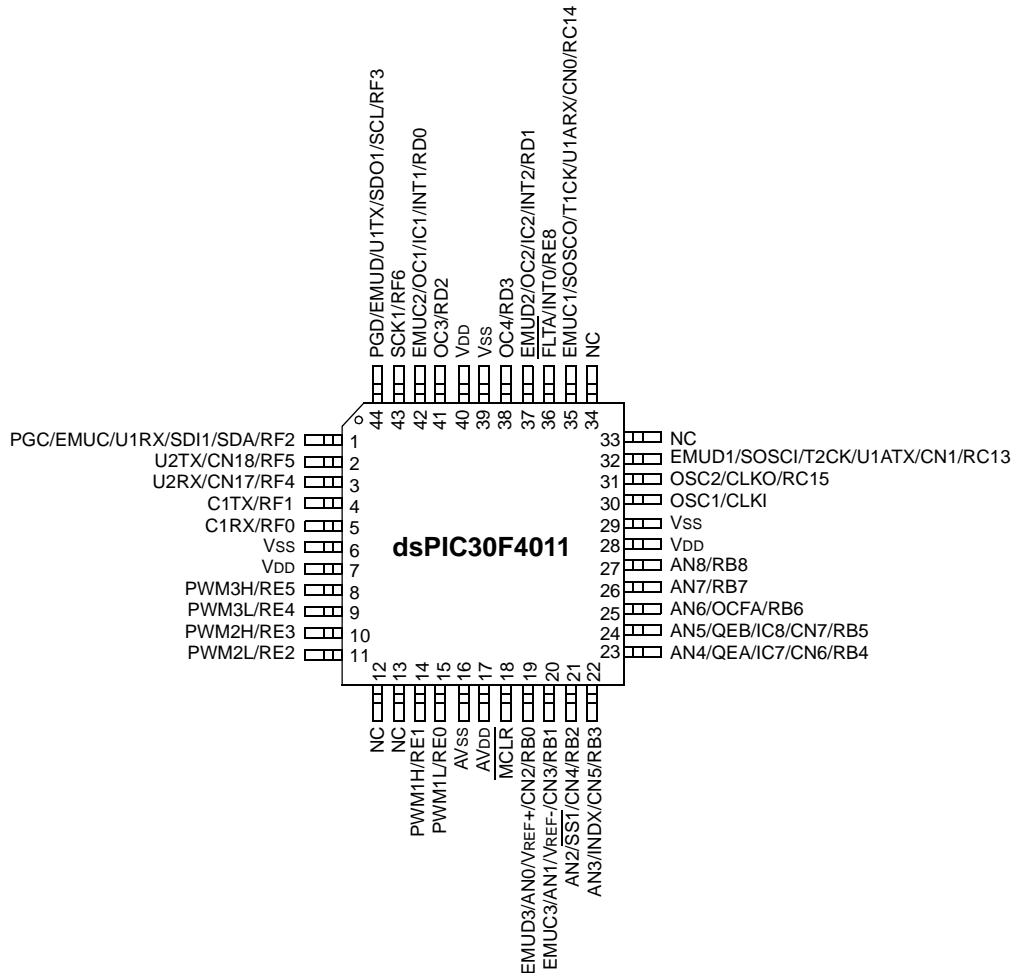 PGD/EMUD/U1TX/SDO1/SCL/RF3
SCK1/RF6
EMUC2/OC1/IC1/INT1/RD0
OC3/RD2
VDD
VSS
OC4/RD3
EMUD2/OC2/IC2/INT2/RD1
FLTA/INT0/RE8
EMUC1/SOSCO/T1CK/U1ARX/CN0/RC14
NC
44
43
42
41
40
39
38
37
36
35
34
PGC/EMUC/U1RX/SDI1/SDA/RF2
U2TX/CN18/RF5
U2RX/CN17/RF4
C1TX/RF1
C1RX/RF0
VSS
VDD
PWM3H/RE5
PWM3L/RE4
PWM2H/RE3
PWM2L/RE2
1
2
3
4
5
6
7
8
9
10
11
dsPIC30F4011
33
32
31
30
29
28
27
26
25
24
23
NC
EMUD1/SOSCI/T2CK/U1ATX/CN1/RC13
OSC2/CLKO/RC15
OSC1/CLKI
VSS
VDD
AN8/RB8
AN7/RB7
AN6/OCFA/RB6
AN5/QEB/IC8/CN7/RB5
AN4/QEA/IC7/CN6/RB4
12
13
14
15
16
17
18
19
20
21
22
NC
NC
PWM1H/RE1
PWM1L/RE0
AVSS
AVDD
MCLR
EMUD3/AN0/VREF+/CN2/RB0
EMUC3/AN1/VREF-/CN3/RB1
AN2/SS1/CN4/RB2
AN3/INDX/CN5/RB3